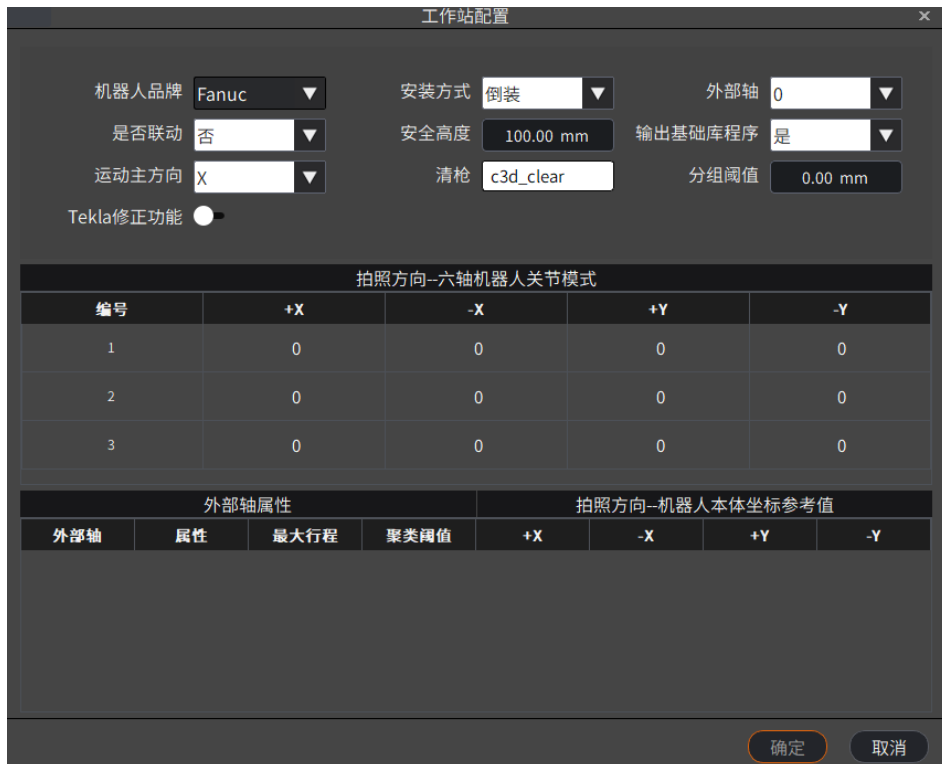 工作站配置 ×
机器人品牌 Fanuc ▼ 安装方式 倒装 ▼ 外部轴 0 ▼
是否联动 否 ▼ 安全高度 100.00 mm 输出基础库程序 是 ▼
运动主方向 X ▼ 清枪 c3d_clear 分组阈值 0.00 mm
Tekla修正功能
拍照方向--六轴机器人关节模式
编号 +X -X +Y -Y
1 0 0 0 0
2 0 0 0 0
3 0 0 0 0
外部轴属性 拍照方向--机器人本体坐标参考值
外部轴 属性 最大行程 聚类阈值 +X -X +Y -Y
确定 取消